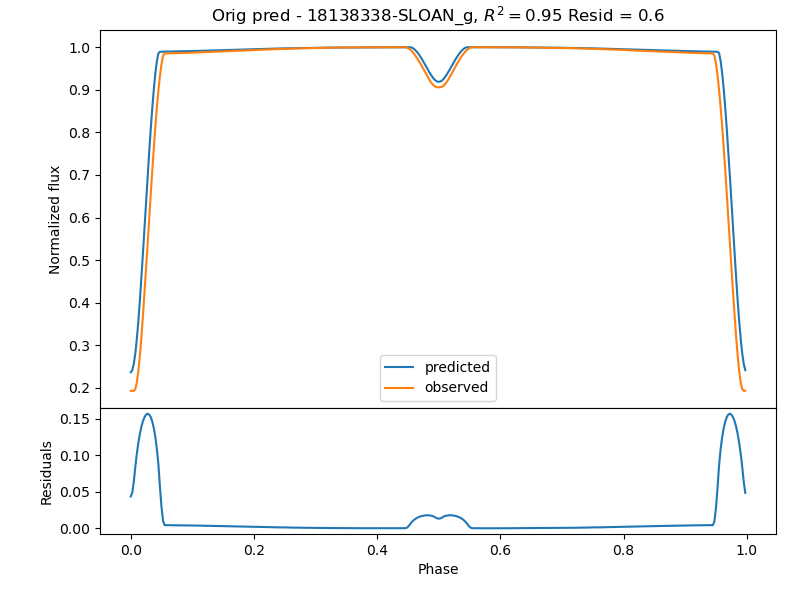 Orig pred - 18138338-SLOAN_g, $R^2 = 0.95$ Resid = 0.6
1.0
0.9
0.8
0.7
0.6
0.5
0.4
0.3
0.2
Normalized flux
predicted
observed
0.15
0.10
0.05
0.00
Residuals
0.0 0.2 0.4 0.6 0.8 1.0
Phase